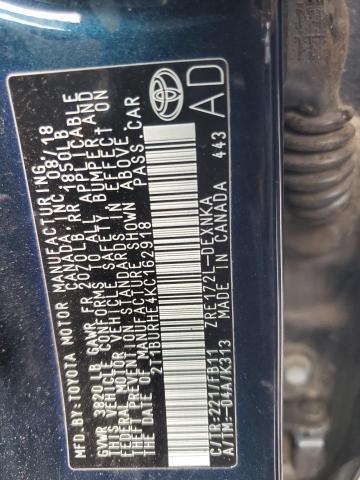 MFD.BY:TOYOTA MOTOR MANUFACTURING
CANADA, INC. 08/18
GVWR 3820 LB GAWR FR 2070LB RR 1850LB
THIS VEHICLE CONFORMS TO ALL APPLICABLE
FEDERAL MOTOR VEHICLE SAFETY, BUMPER, AND
THEFT PREVENTION STANDARDS IN EFFECT ON
THE DATE OF MANUFACTURE SHOWN ABOVE.
2T1BURHE4KC162918 PASS.CAR
C/TR:221/FB11 ZRE172L-DEXNKA
A/TM:-04A/K313 MADE IN CANADA 443
AD